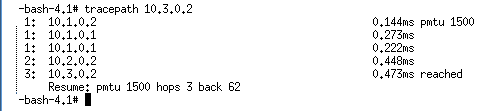 -bash-4.1# tracepath 10.3.0.2
1: 10.1.0.2 0.144ms pmtu 1500
1: 10.1.0.1 0.273ms
1: 10.1.0.1 0.222ms
2: 10.2.0.2 0.448ms
3: 10.3.0.2 0.473ms reached
Resume: pmtu 1500 hops 3 back 62
-bash-4.1#